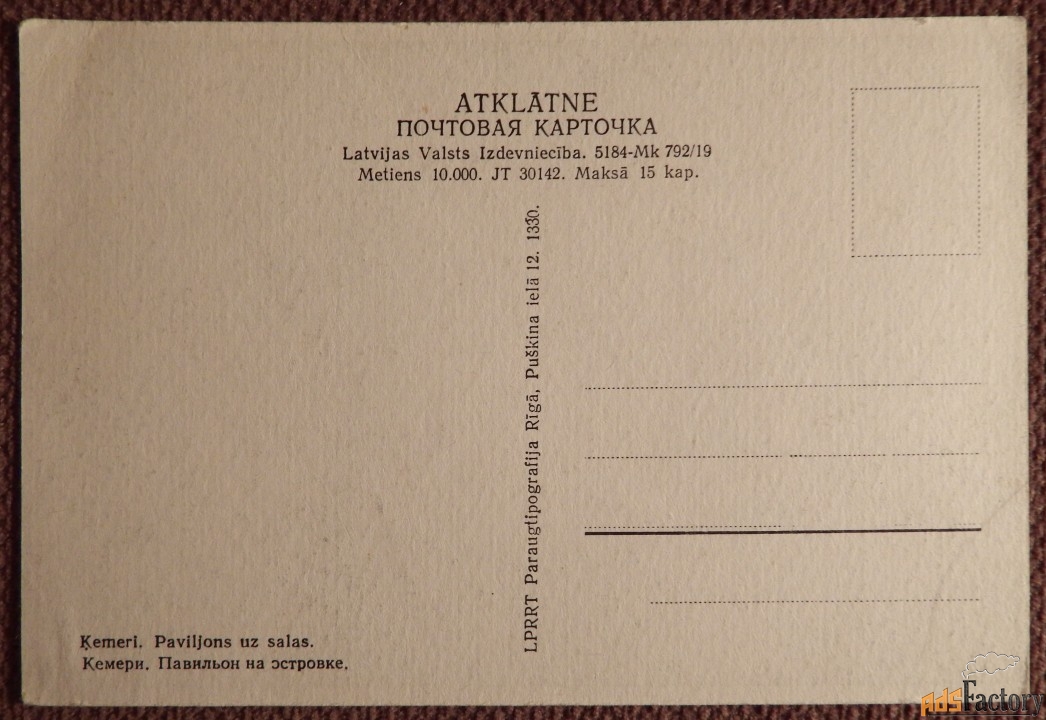 ATKLĀTNE
ПОЧТОВАЯ КАРТОЧКА
Latvijas Valsts Izdevniecība. 5184-Mk 792/19
Metiens 10.000. JT 30142. Maksā 15 kap.
LPRRT Paraugtipografija Rīgā, Puškina ielā 12. 1330.
Ķemeri. Paviljons uz salas.
Ķемери. Павильон на островке.
AdsFactory